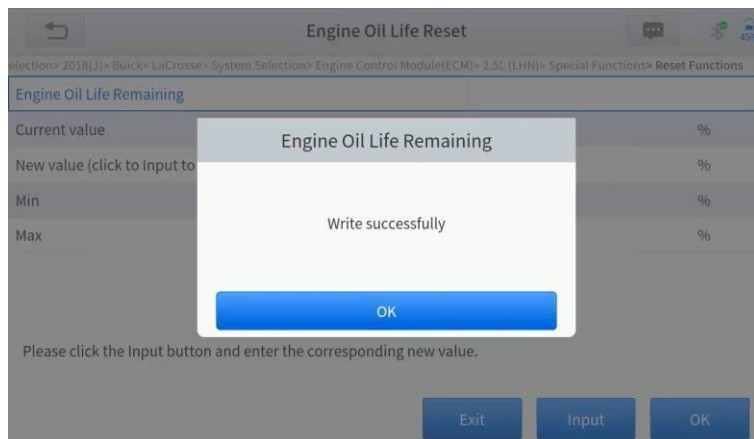 Engine Oil Life Reset
election> 2018(J)> Buick> LaCrosse> System Selection> Engine Control Module(ECM)> 2.5L (LHN)> Special Functions> Reset Functions
Engine Oil Life Remaining
Current value %
New value (click to Input to %
Min %
Max %
Engine Oil Life Remaining
Write successfully
OK
Please click the Input button and enter the corresponding new value.
Exit Input OK